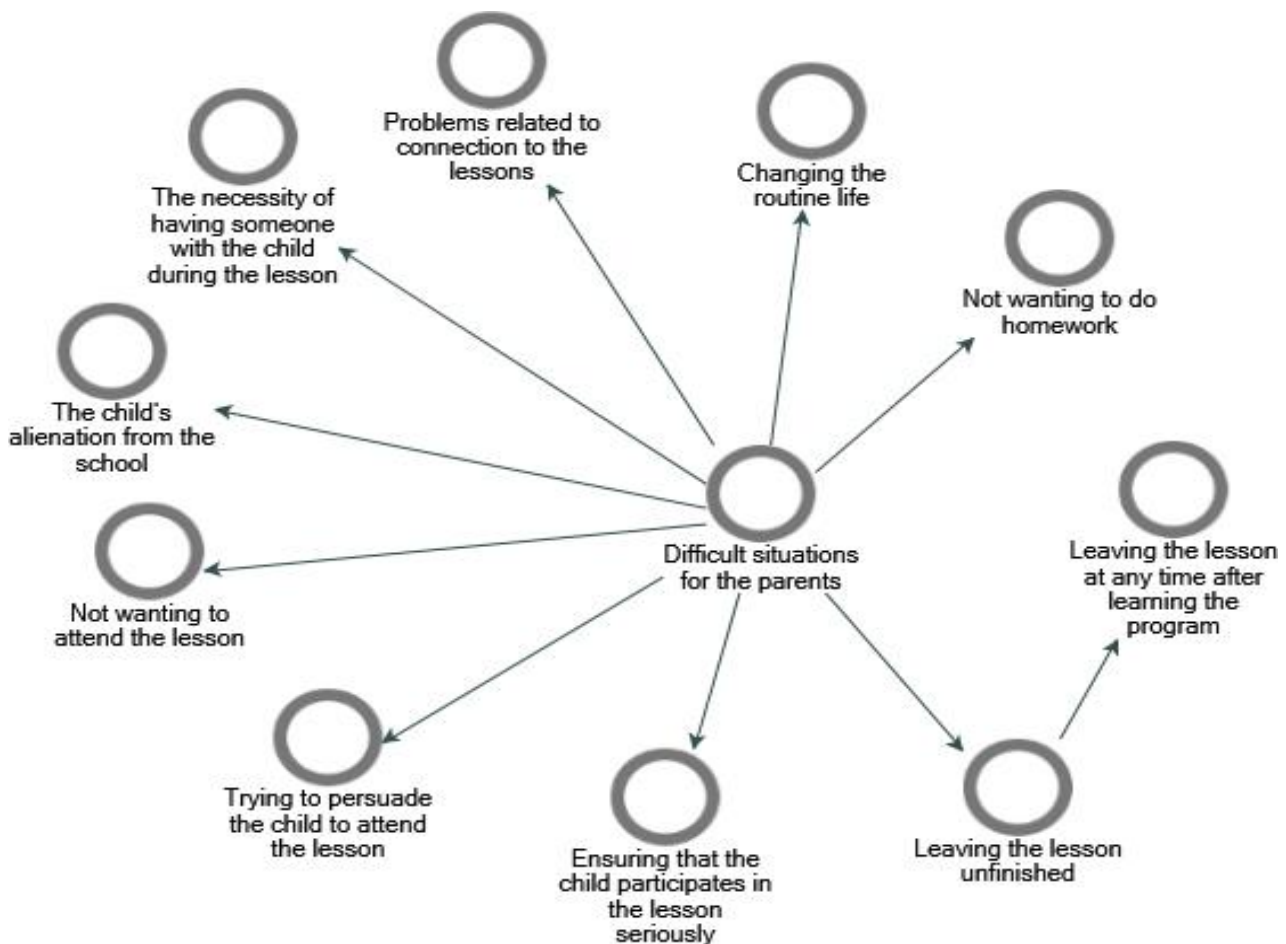 Problems related to
connection to the
lessons
Changing the
routine life
The necessity of
having someone
with the child
during the lesson
Not wanting to do
homework
The child's
alienation from the
school
Difficult situations
for the parents
Leaving the lesson
at any time after
learning the
program
Not wanting to
attend the lesson
Trying to persuade
the child to attend
the lesson
Ensuring that the
child participates in
the lesson
seriously
Leaving the lesson
unfinished